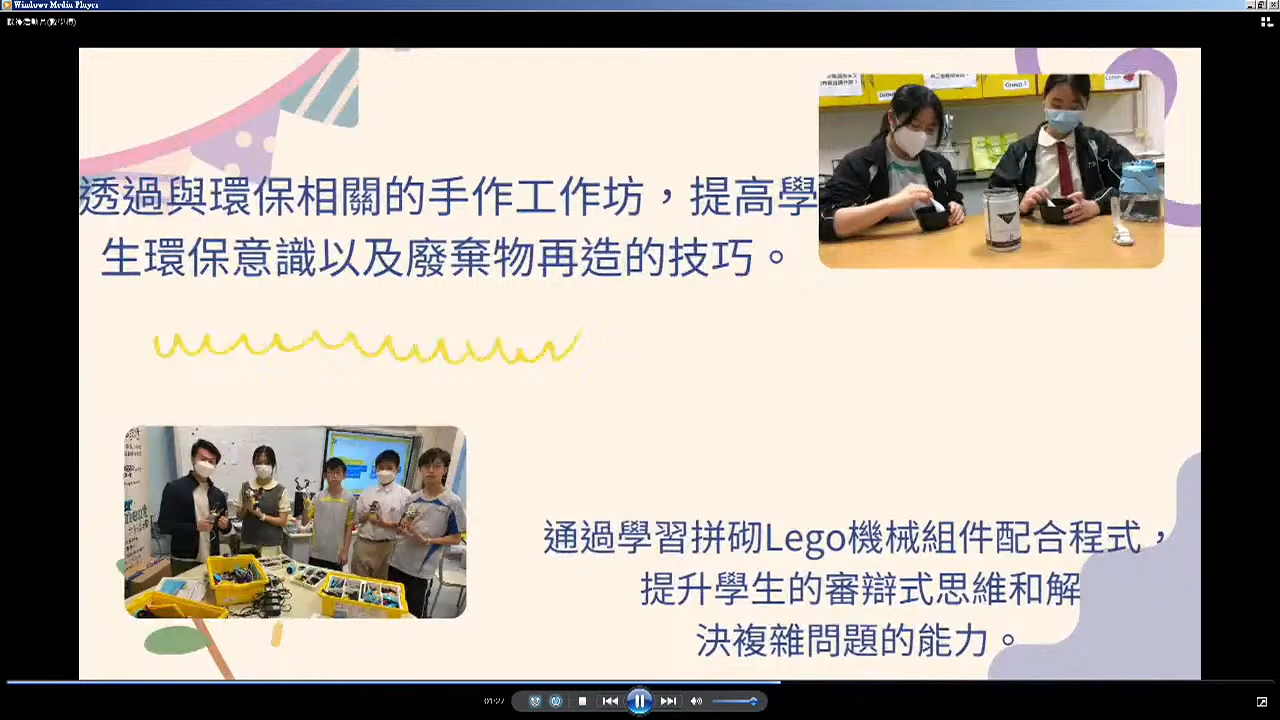 Windows Media Player
透過與環保相關的手作工作坊，提高學
生環保意識以及廢棄物再造的技巧。
通過學習拼砌Lego機械組件配合程式，
提升學生的審辯式思維和解
決複雜問題的能力。
01:27